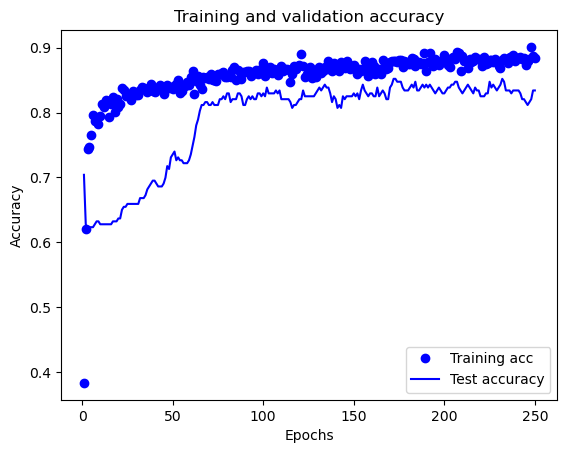 Training and validation accuracy
0.9
0.8
0.7
0.6
0.5
0.4
Accuracy
0
50
100
150
200
250
Epochs
Training acc
Test accuracy